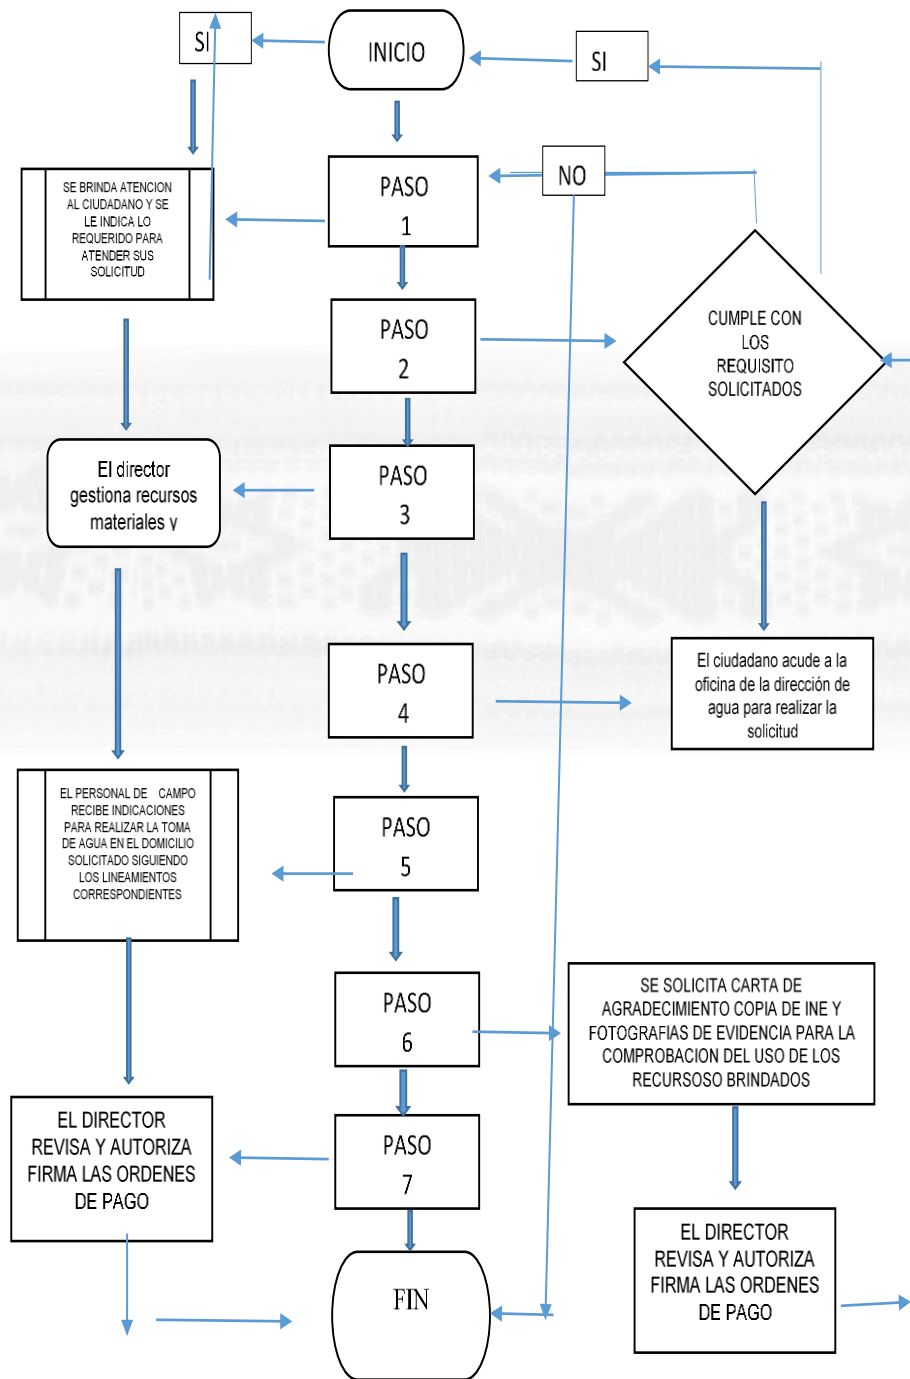 SI
INICIO
SI
SE BRINDA ATENCION
AL CIUDADANO Y SE
LE INDICA LO
REQUERIDO PARA
ATENDER SUS
SOLICITUD
PASO
1
NO
PASO
2
CUMPLE CON
LOS
REQUISITO
SOLICITADOS
El director
gestiona recursos
materiales y
PASO
3
PASO
4
El ciudadano acude a la
oficina de la dirección de
agua para realizar la
solicitud
EL PERSONAL DE CAMPO
RECIBE INDICACIONES
PARA REALIZAR LA TOMA
DE AGUA EN EL DOMICILIO
SOLICITADO SIGUIENDO
LOS LINEAMIENTOS
CORRESPONDIENTES
PASO
5
PASO
6
SE SOLICITA CARTA DE
AGRADECIMIENTO COPIA DE INE Y
FOTOGRAFIAS DE EVIDENCIA PARA LA
COMPROBACION DEL USO DE LOS
RECURSOSO BRINDADOS
EL DIRECTOR
REVISA Y AUTORIZA
FIRMA LAS ORDENES
DE PAGO
PASO
7
EL DIRECTOR
REVISA Y AUTORIZA
FIRMA LAS ORDENES
DE PAGO
FIN